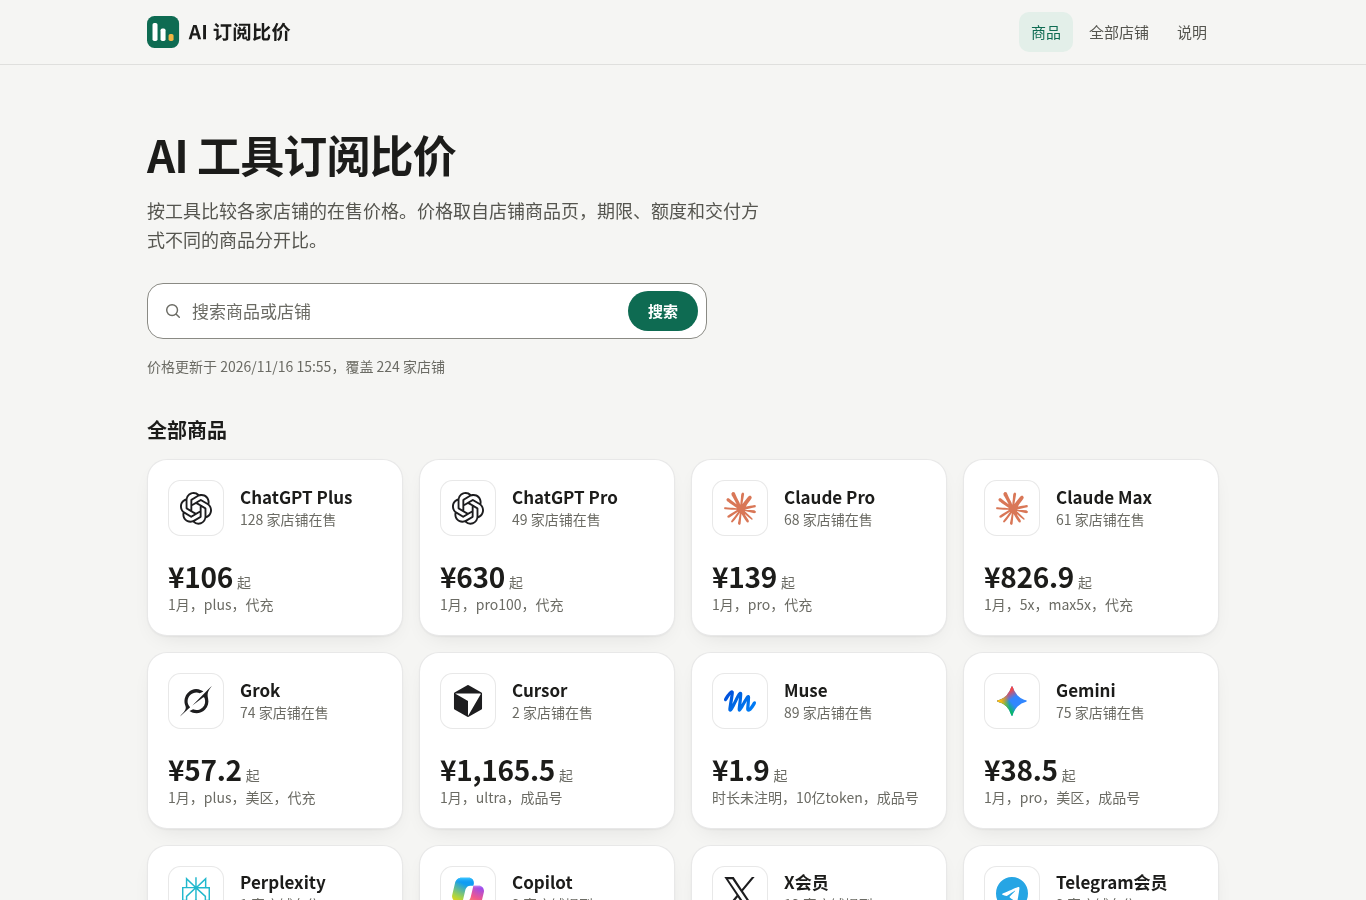 AI 订阅比价
商品
全部店铺
说明
AI 工具订阅比价
按工具比较各家店铺的在售价格。价格取自店铺商品页，期限、额度和交付方
式不同的商品分开比。
搜索商品或店铺
搜索
价格更新于 2026/11/16 15:55，覆盖 224 家店铺
全部商品
ChatGPT Plus
128 家店铺在售
¥106 起
1月，plus，代充
ChatGPT Pro
49 家店铺在售
¥630 起
1月，pro100，代充
Claude Pro
68 家店铺在售
¥139 起
1月，pro，代充
Claude Max
61 家店铺在售
¥826.9 起
1月，5x，max5x，代充
Grok
74 家店铺在售
¥57.2 起
1月，plus，美区，代充
Cursor
2 家店铺在售
¥1,165.5 起
1月，ultra，成品号
Muse
89 家店铺在售
¥1.9 起
时长未注明，10亿token，成品号
Gemini
75 家店铺在售
¥38.5 起
1月，pro，美区，成品号
Perplexity
Copilot
X会员
Telegram会员